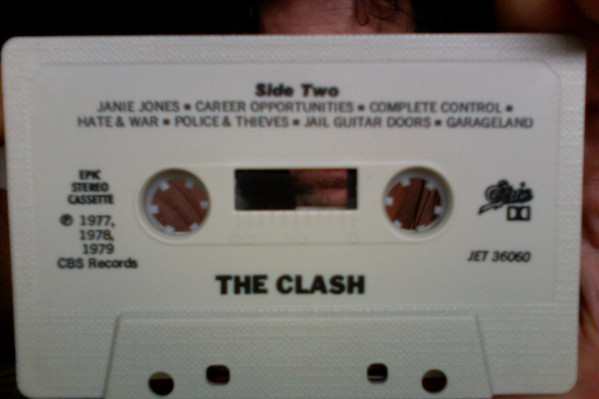 Side Two
JANIE JONES ▪ CAREER OPPORTUNITIES ▪ COMPLETE CONTROL ▪
HATE & WAR ▪ POLICE & THIEVES ▪ JAIL GUITAR DOORS ▪ GARAGELAND
EPIC
STEREO
CASSETTE
℗ 1977,
1978,
1979
CBS Records
Epic
JET 36060
THE CLASH